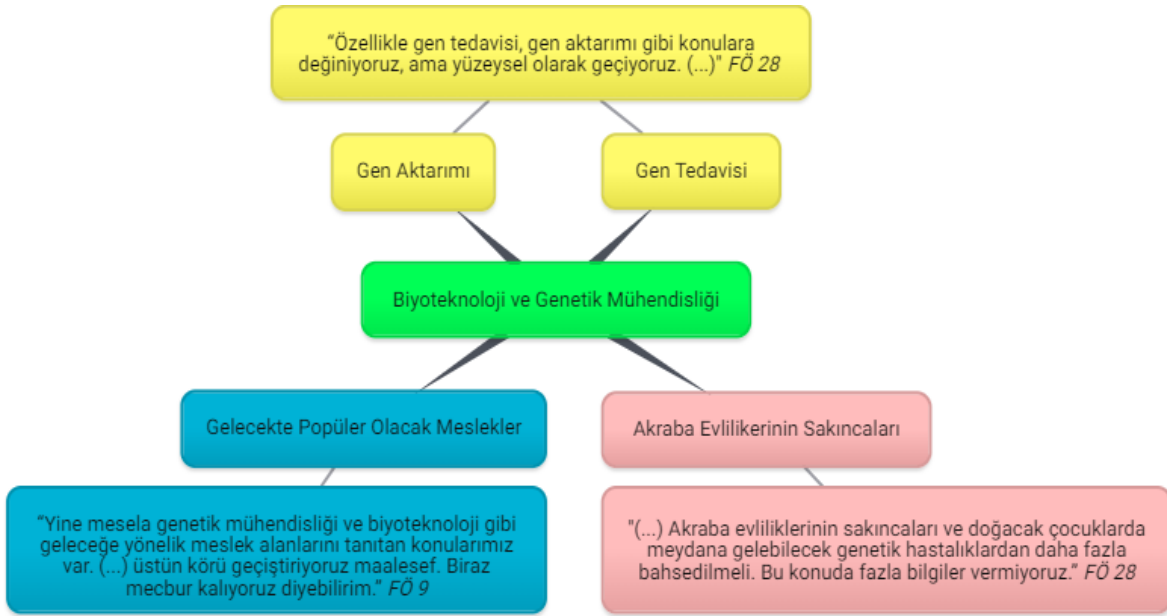 “Özellikle gen tedavisi, gen aktarımı gibi konulara
değiniyoruz, ama yüzeysel olarak geçiyoruz. (...)" FÖ 28
Gen Aktarımı
Gen Tedavisi
Biyoteknoloji ve Genetik Mühendisliği
Gelecekte Popüler Olacak Meslekler
Akraba Evlilikerinin Sakıncaları
“Yine mesela genetik mühendisliği ve biyoteknoloji gibi
geleceğe yönelik meslek alanlarını tanıtan konularımız
var. (...) üstün körü geçiştiriyoruz maalesef. Biraz
mecbur kalıyoruz diyebilirim.” FÖ 9
"(...) Akraba evliliklerinin sakıncaları ve doğacak çocuklarda
meydana gelebilecek genetik hastalıklardan daha fazla
bahsedilmeli. Bu konuda fazla bilgiler vermiyoruz.” FÖ 28